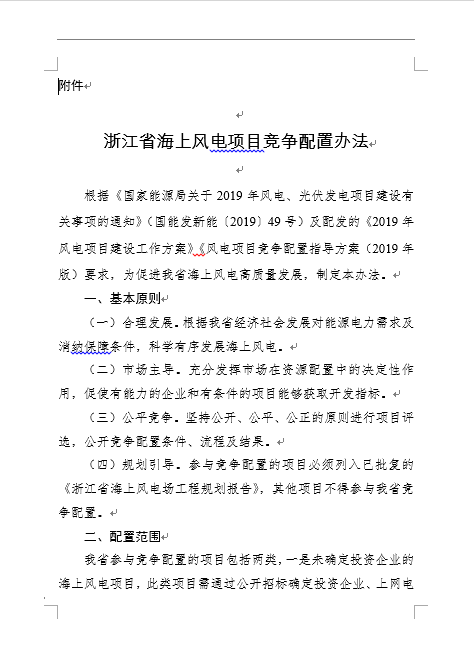 附件
浙江省海上风电项目竞争配置办法
根据《国家能源局关于 2019 年风电、光伏发电项目建设有
关事项的通知》（国能发新能〔2019〕49 号）及配发的《2019 年
风电项目建设工作方案》《风电项目竞争配置指导方案（2019 年
版）要求，为促进我省海上风电高质量发展，制定本办法。
一、基本原则
（一）合理发展。根据我省经济社会发展对能源电力需求及
消纳保障条件，科学有序发展海上风电。
（二）市场主导。充分发挥市场在资源配置中的决定性作
用，促使有能力的企业和有条件的项目能够获取开发指标。
（三）公平竞争。坚持公开、公平、公正的原则进行项目评
选，公开竞争配置条件、流程及结果。
（四）规划引导。参与竞争配置的项目必须列入已批复的
《浙江省海上风电场工程规划报告》，其他项目不得参与我省竞
争配置。
二、配置范围
我省参与竞争配置的项目包括两类，一是未确定投资企业的
海上风电项目，此类项目需通过公开招标确定投资企业、上网电